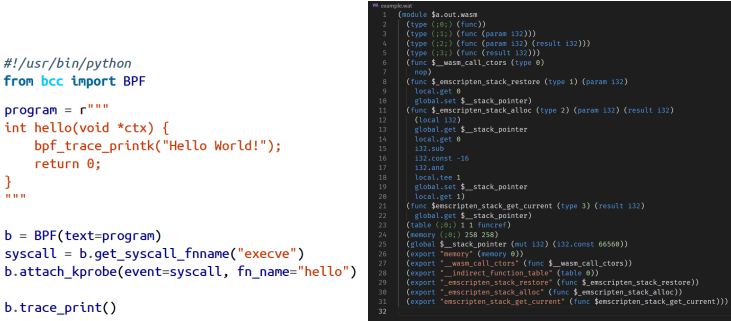 #!/usr/bin/python
from bcc import BPF
program = r"""
int hello(void *ctx) {
    bpf_trace_printk("Hello World!");
    return 0;
}
"""
b = BPF(text=program)
syscall = b.get_syscall_fnname("execve")
b.attach_kprobe(event=syscall, fn_name="hello")
b.trace_print()
example.wat
1 (module $a.out.wasm
2   (type (;0;) (func))
3   (type (;1;) (func (param i32)))
4   (type (;2;) (func (param i32) (result i32)))
5   (type (;3;) (func (result i32)))
6   (func $__wasm_call_ctors (type 0)
7     nop)
8   (func $_emscripten_stack_restore (type 1) (param i32)
9     local.get 0
10     global.set $__stack_pointer)
11   (func $_emscripten_stack_alloc (type 2) (param i32) (result i32)
12     (local i32)
13     global.get $__stack_pointer
14     local.get 0
15     i32.sub
16     i32.const -16
17     i32.and
18     local.tee 1
19     global.set $__stack_pointer
20     local.get 1)
21   (func $emscripten_stack_get_current (type 3) (result i32)
22     global.get $__stack_pointer)
23   (table (;0;) 1 1 funcref)
24   (memory (;0;) 258 258)
25   (global $__stack_pointer (mut i32) (i32.const 66560))
26   (export "memory" (memory 0))
27   (export "__wasm_call_ctors" (func $__wasm_call_ctors))
28   (export "__indirect_function_table" (table 0))
29   (export "_emscripten_stack_restore" (func $_emscripten_stack_restore))
30   (export "_emscripten_stack_alloc" (func $_emscripten_stack_alloc))
31   (export "emscripten_stack_get_current" (func $emscripten_stack_get_current)))
32